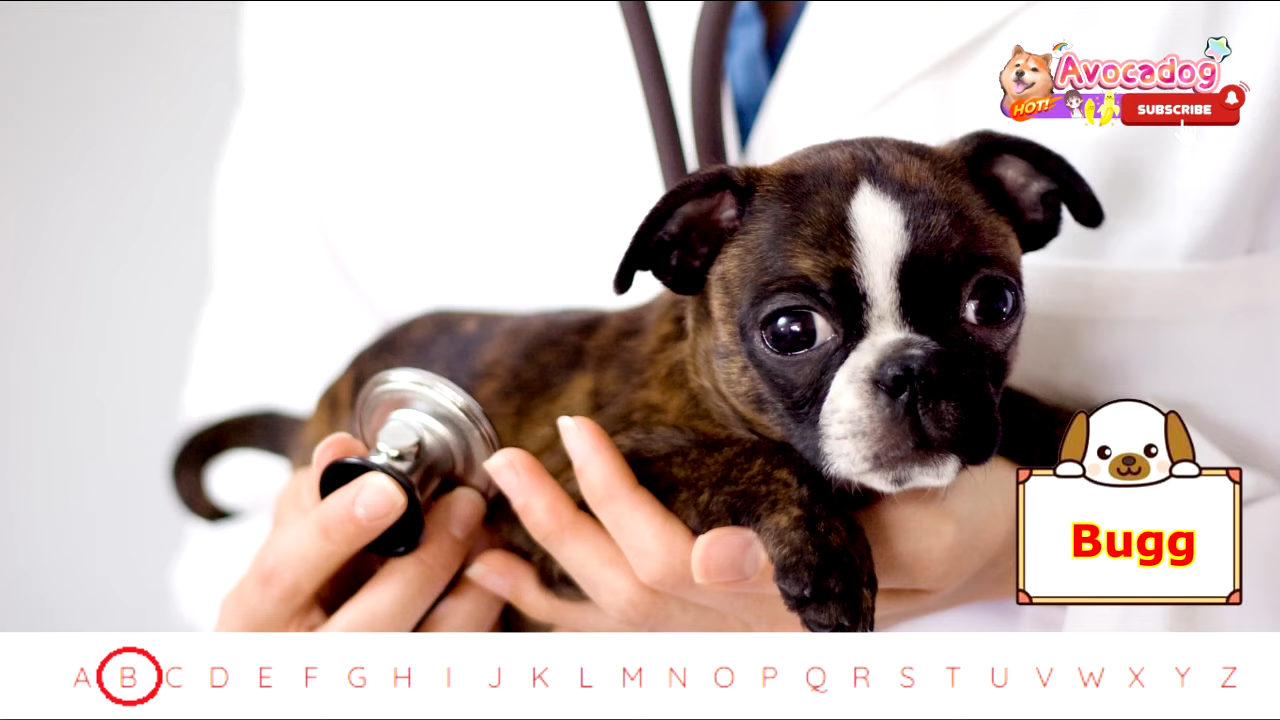 Avocadog
HOT!
SUBSCRIBE
Bugg
A B C D E F G H I J K L M N O P Q R S T U V W X Y Z